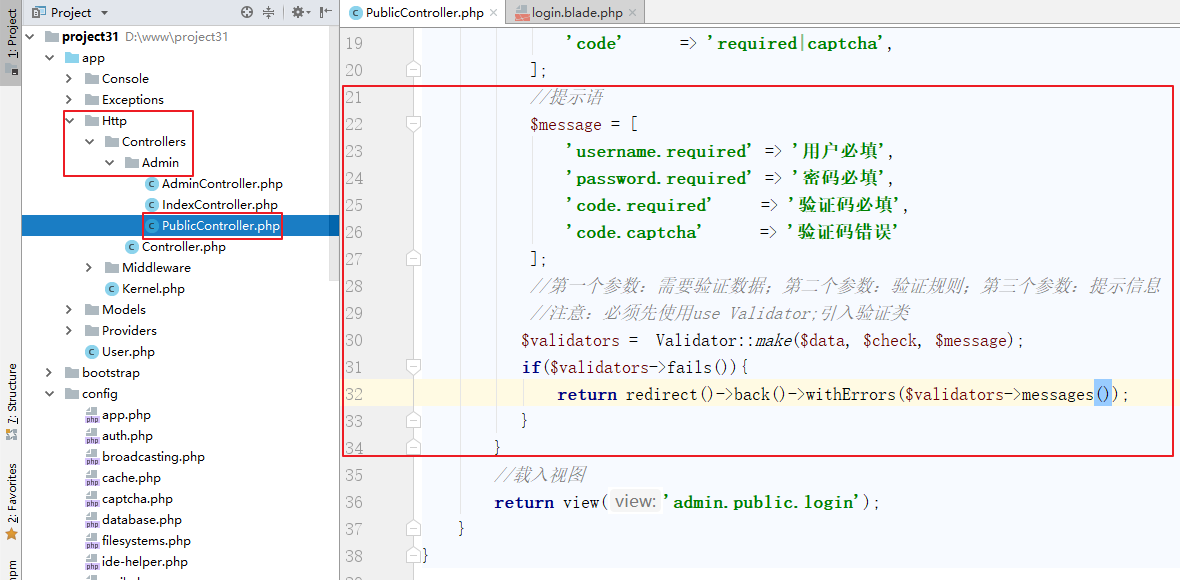 1: Project
7: Structure
2: Favorites
npm
Project
project31 D:\www\project31
app
Console
Exceptions
Http
Controllers
Admin
AdminController.php
IndexController.php
PublicController.php
Controller.php
Middleware
Kernel.php
Models
Providers
User.php
bootstrap
config
app.php
auth.php
broadcasting.php
cache.php
captcha.php
database.php
filesystems.php
ide-helper.php
PublicController.php
login.blade.php
19 'code' => 'required|captcha',
20 ];
21 //提示语
22 $message = [
23 'username.required' => '用户必填',
24 'password.required' => '密码必填',
25 'code.required' => '验证码必填',
26 'code.captcha' => '验证码错误'
27 ];
28 //第一个参数：需要验证数据；第二个参数：验证规则；第三个参数：提示信息
29 //注意：必须先使用use Validator;引入验证类
30 $validators = Validator::make($data, $check, $message);
31 if($validators->fails()){
32 return redirect()->back()->withErrors($validators->messages());
33 }
34 }
35 //载入视图
36 return view( view: 'admin.public.login');
37 }
38 }